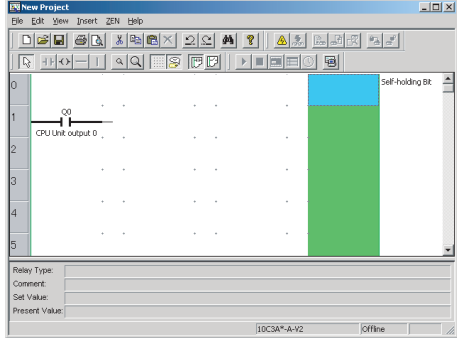 New Project
File Edit View Insert ZEN Help
0
Self-holding Bit
1
Q0
CPU Unit output 0
2
3
4
5
Relay Type:
Comment:
Set Value:
Present Value:
10C3A*-A-V2
Offline